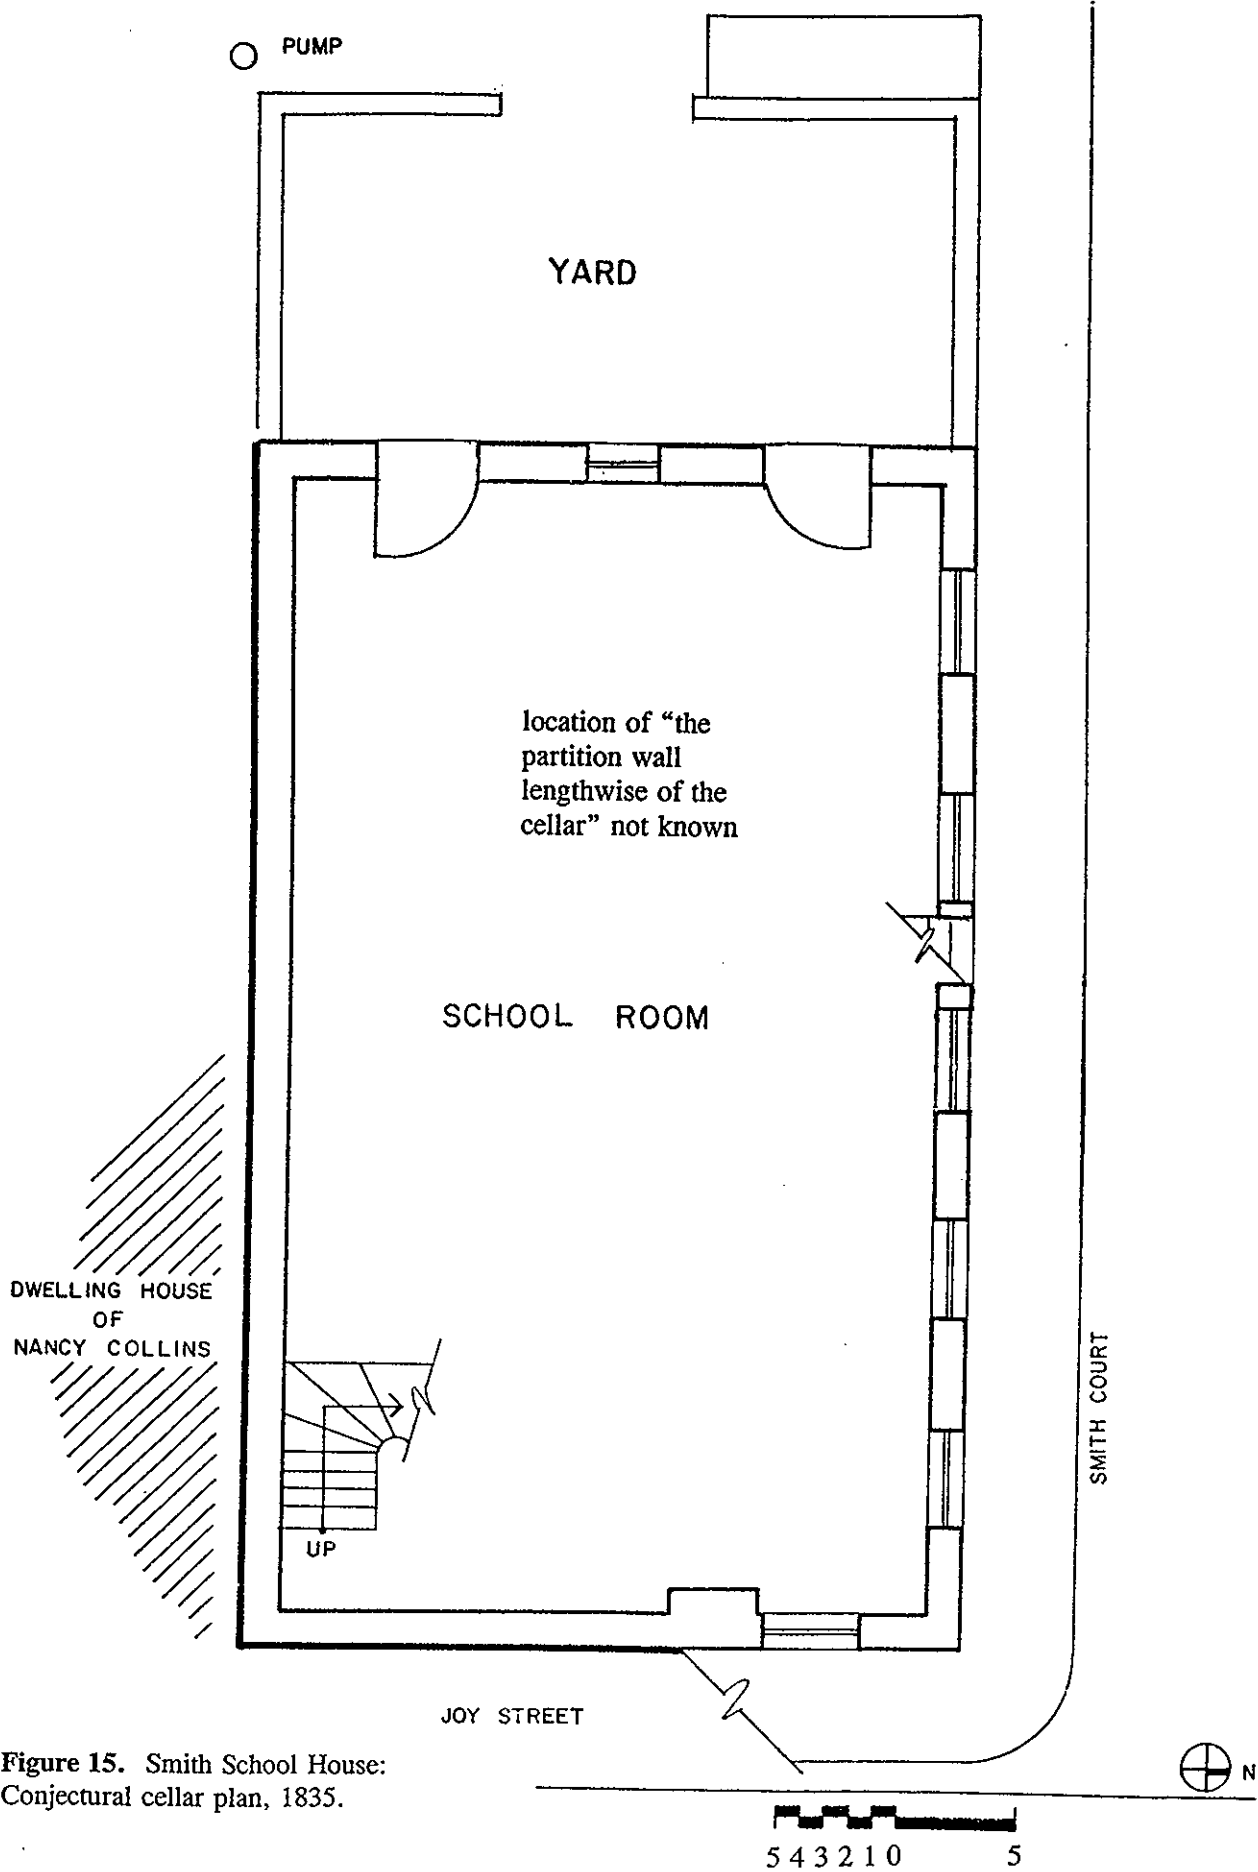 PUMP
YARD
location of “the
partition wall
lengthwise of the
cellar” not known
SCHOOL ROOM
DWELLING HOUSE
OF
NANCY COLLINS
UP
SMITH COURT
JOY STREET
Figure 15. Smith School House:
Conjectural cellar plan, 1835.
N
5 4 3 2 1 0 5